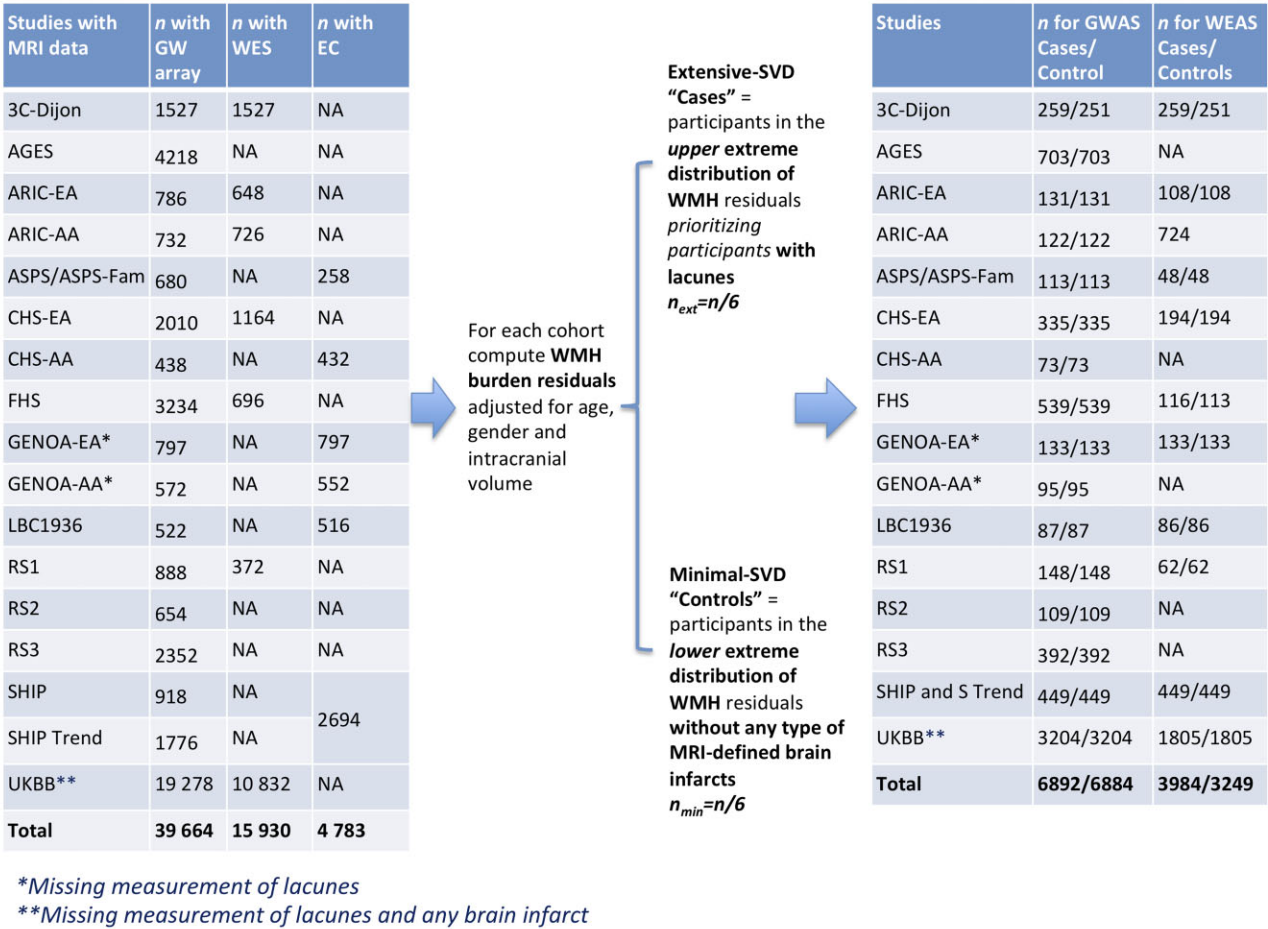 Studies with MRI data | n with GW array | n with WES | n with EC
3C-Dijon | 1527 | 1527 | NA
AGES | 4218 | NA | NA
ARIC-EA | 786 | 648 | NA
ARIC-AA | 732 | 726 | NA
ASPS/ASPS-Fam | 680 | NA | 258
CHS-EA | 2010 | 1164 | NA
CHS-AA | 438 | NA | 432
FHS | 3234 | 696 | NA
GENOA-EA* | 797 | NA | 797
GENOA-AA* | 572 | NA | 552
LBC1936 | 522 | NA | 516
RS1 | 888 | 372 | NA
RS2 | 654 | NA | NA
RS3 | 2352 | NA | NA
SHIP | 918 | NA | 2694
SHIP Trend | 1776 | NA
UKBB** | 19 278 | 10 832 | NA
Total | 39 664 | 15 930 | 4 783
*Missing measurement of lacunes
**Missing measurement of lacunes and any brain infarct
For each cohort
compute WMH
burden residuals
adjusted for age,
gender and
intracranial
volume
Extensive-SVD
“Cases” =
participants in the
upper extreme
distribution of
WMH residuals
prioritizing
participants with
lacunes
n_ext=n/6
Minimal-SVD
“Controls” =
participants in the
lower extreme
distribution of
WMH residuals
without any type of
MRI-defined brain
infarcts
n_min=n/6
Studies | n for GWAS Cases/ Control | n for WEAS Cases/ Controls
3C-Dijon | 259/251 | 259/251
AGES | 703/703 | NA
ARIC-EA | 131/131 | 108/108
ARIC-AA | 122/122 | 724
ASPS/ASPS-Fam | 113/113 | 48/48
CHS-EA | 335/335 | 194/194
CHS-AA | 73/73 | NA
FHS | 539/539 | 116/113
GENOA-EA* | 133/133 | 133/133
GENOA-AA* | 95/95 | NA
LBC1936 | 87/87 | 86/86
RS1 | 148/148 | 62/62
RS2 | 109/109 | NA
RS3 | 392/392 | NA
SHIP and S Trend | 449/449 | 449/449
UKBB** | 3204/3204 | 1805/1805
Total | 6892/6884 | 3984/3249